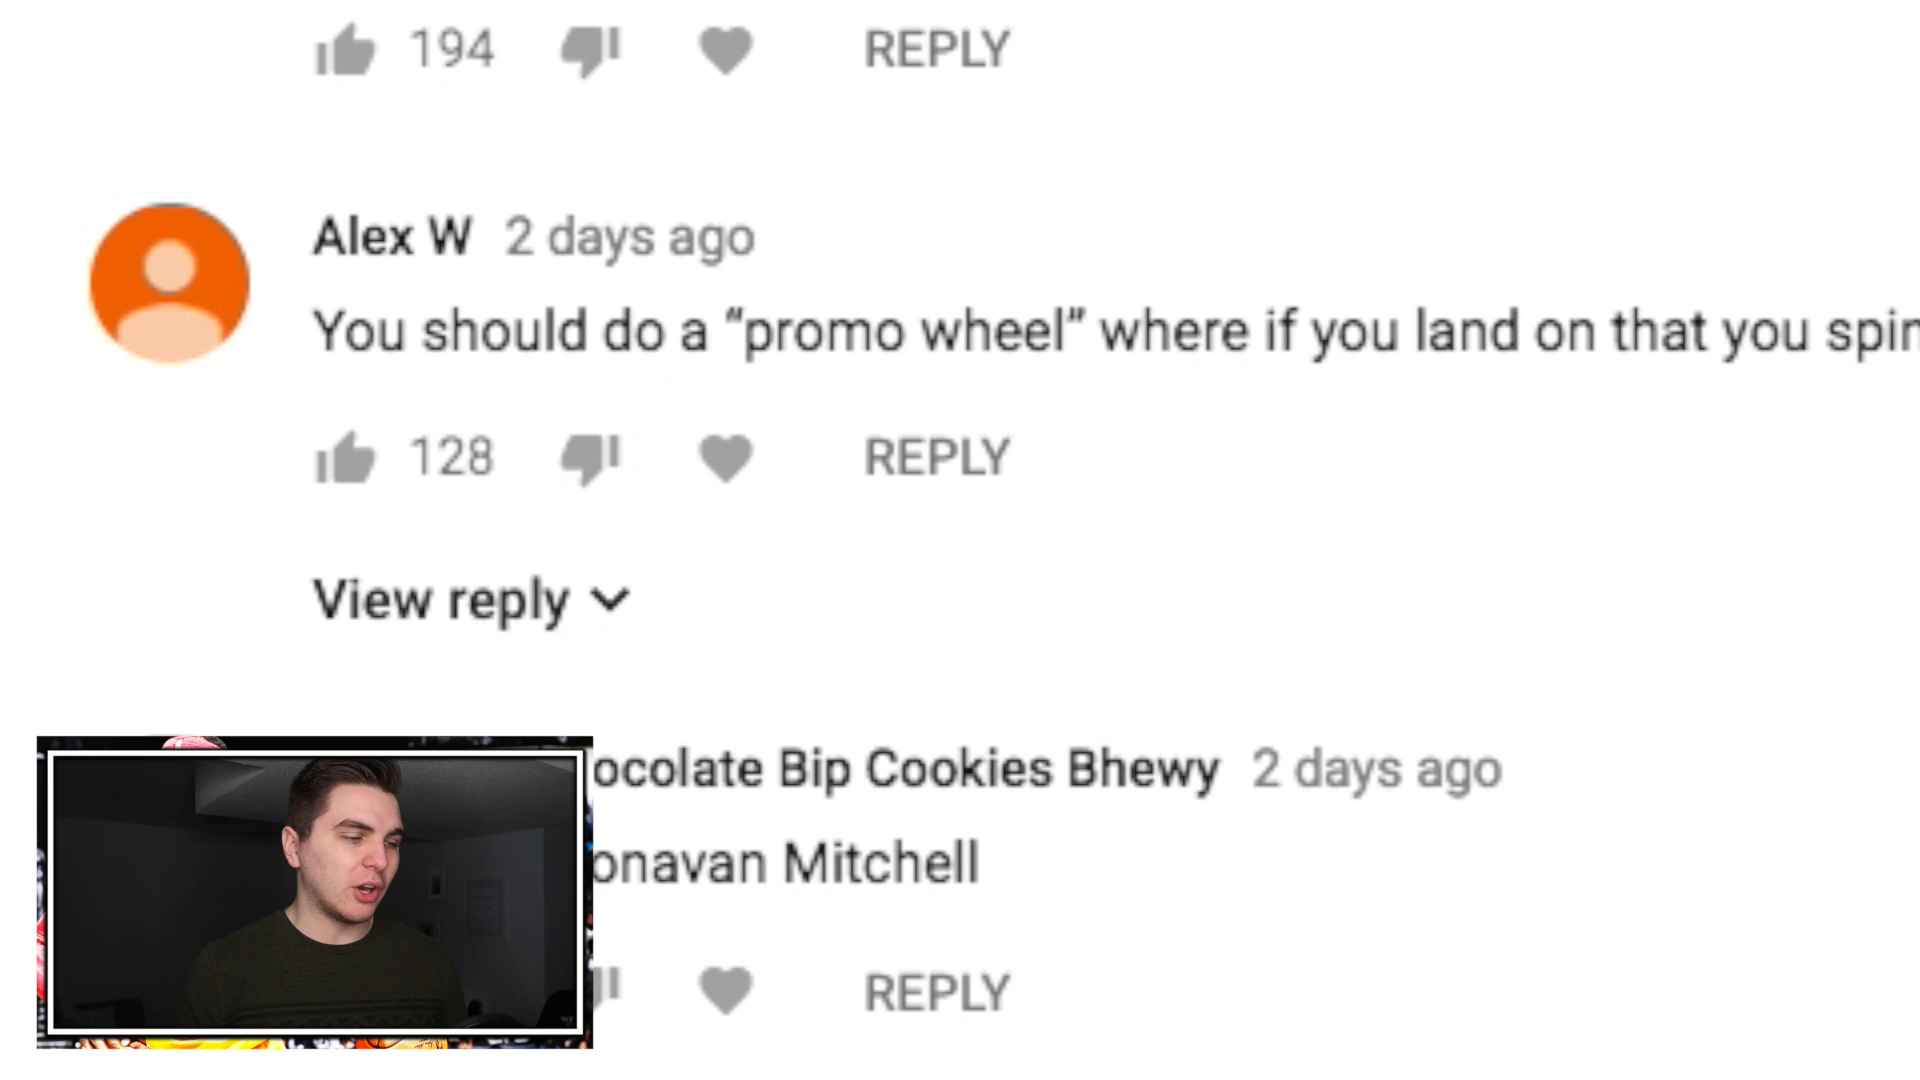 194 REPLY
Alex W 2 days ago
You should do a “promo wheel” where if you land on that you spin
128 REPLY
View reply
ocolate Bip Cookies Bhewy 2 days ago
onavan Mitchell
REPLY